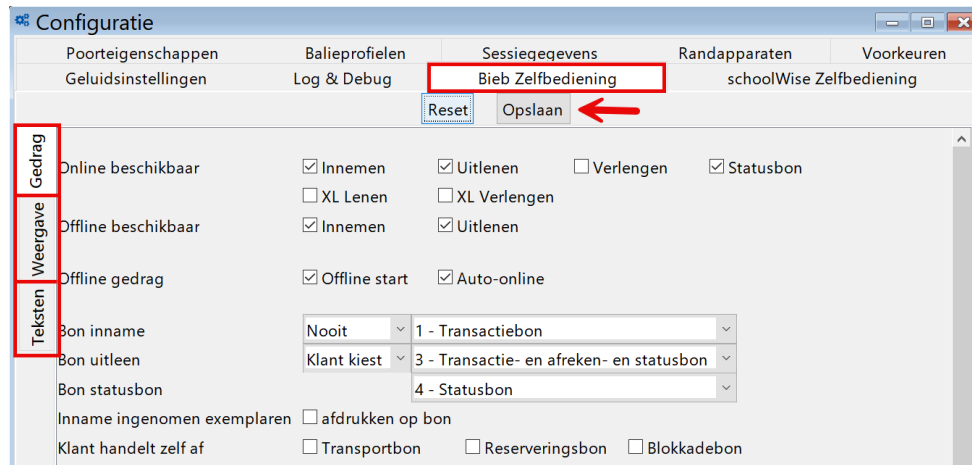 Configuratie
Poorteigenschappen Balieprofielen Sessiegegevens Randapparaten Voorkeuren
Geluidsinstellingen Log & Debug Bieb Zelfbediening schoolWise Zelfbediening
Reset Opslaan
Gedrag
Weergave
Teksten
Online beschikbaar Innemen Uitlenen Verlengen Statusbon
XL Lenen XL Verlengen
Offline beschikbaar Innemen Uitlenen
Offline gedrag Offline start Auto-online
Bon inname Nooit 1 - Transactiebon
Bon uitleen Klant kiest 3 - Transactie- en afreken- en statusbon
Bon statusbon 4 - Statusbon
Inname ingenomen exemplaren afdrukken op bon
Klant handelt zelf af Transportbon Reserveringsbon Blokkadebon